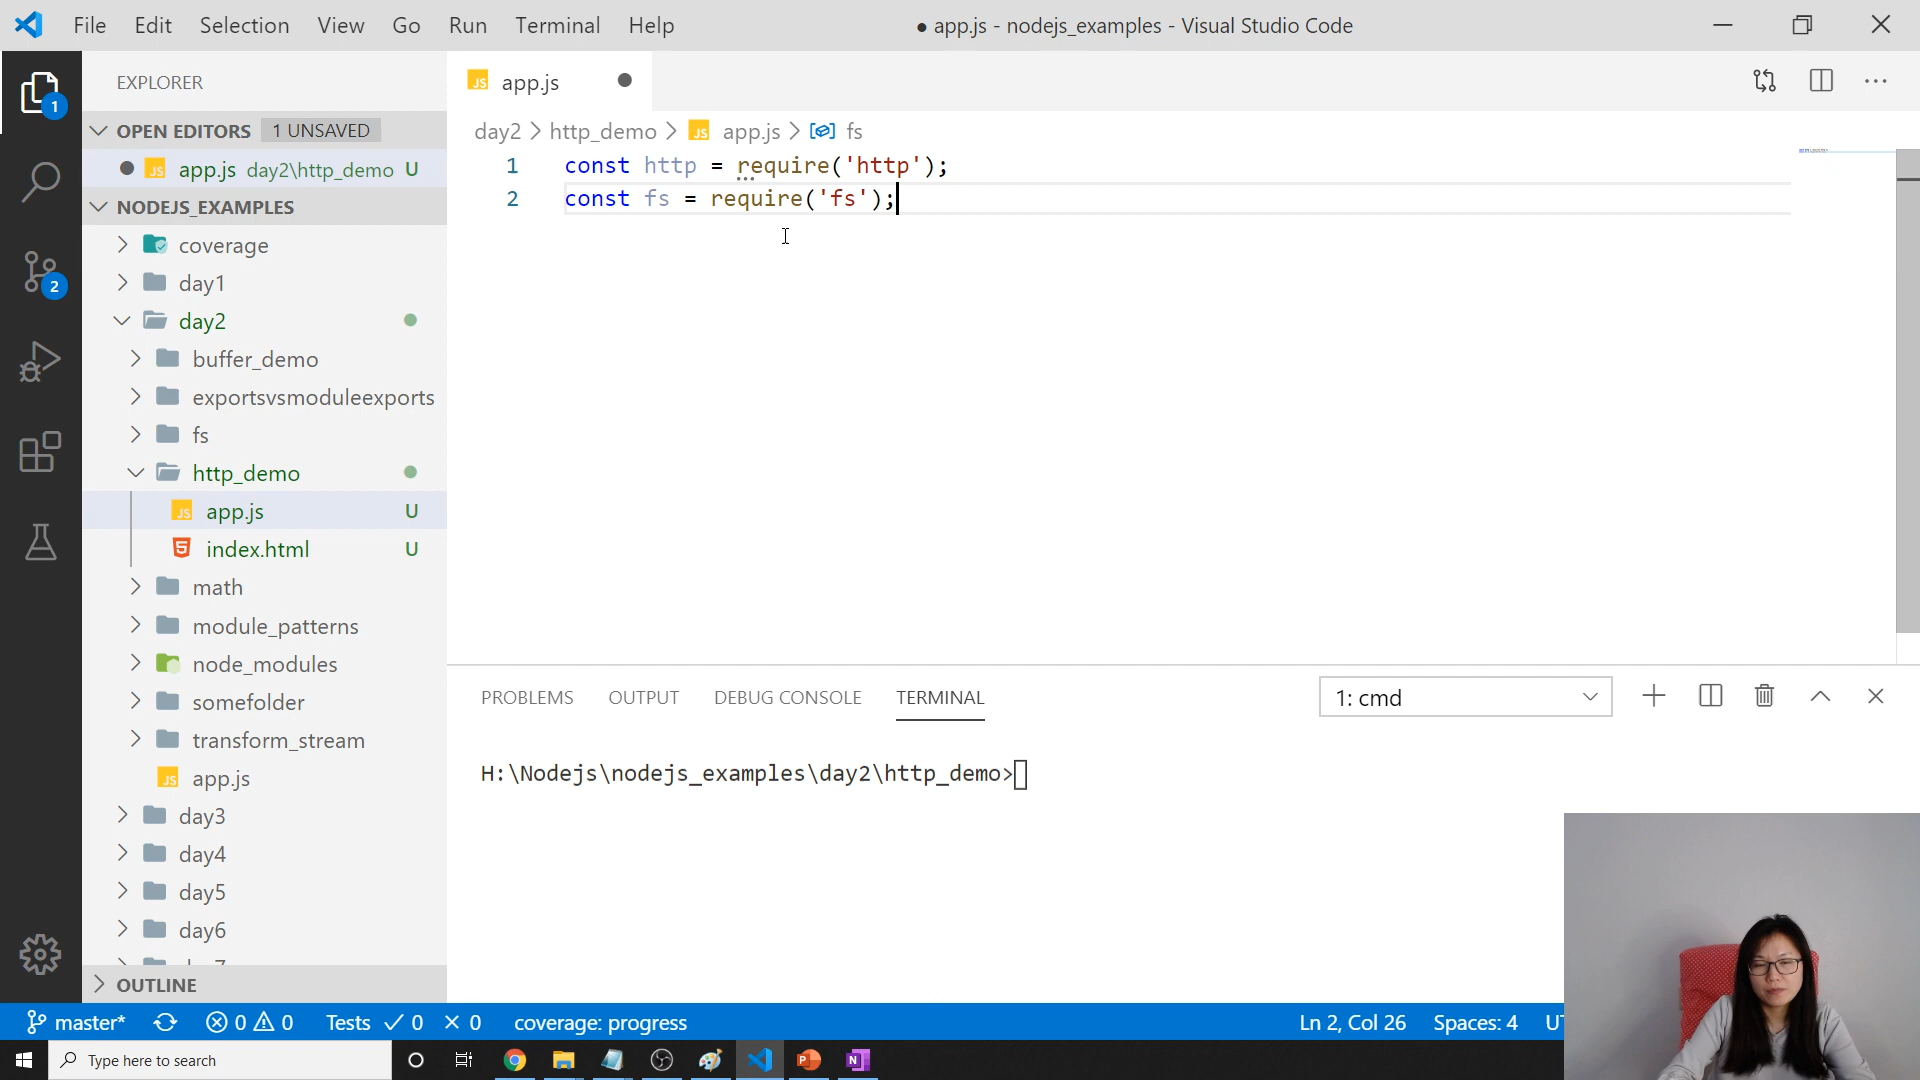 File Edit Selection View Go Run Terminal Help
● app.js - nodejs_examples - Visual Studio Code
EXPLORER
OPEN EDITORS 1 UNSAVED
app.js day2\http_demo U
NODEJS_EXAMPLES
coverage
day1
day2
buffer_demo
exportsvsmoduleexports
fs
http_demo
app.js U
index.html U
math
module_patterns
node_modules
somefolder
transform_stream
app.js
day3
day4
day5
day6
OUTLINE
JS app.js
day2 > http_demo > JS app.js > fs
1 const http = require('http');
2 const fs = require('fs');
PROBLEMS OUTPUT DEBUG CONSOLE TERMINAL
1: cmd
H:\Nodejs\nodejs_examples\day2\http_demo>
1
2
master* 0 0 Tests 0 0 coverage: progress
Ln 2, Col 26 Spaces: 4
Type here to search